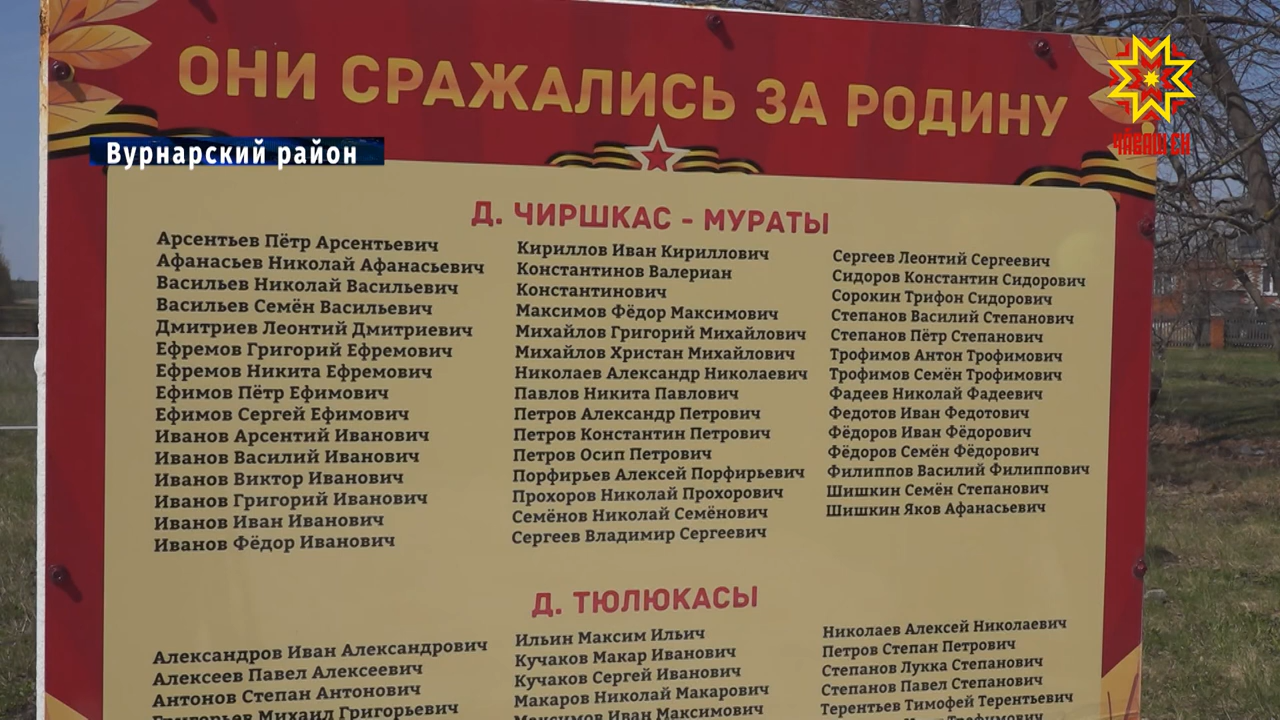 ОНИ СРАЖАЛИСЬ ЗА РОДИНУ
ЧӐВАШ ЕН
Вурнарский район
Д. ЧИРШКАС - МУРАТЫ
Арсентьев Пётр Арсентьевич
Афанасьев Николай Афанасьевич
Васильев Николай Васильевич
Васильев Семён Васильевич
Дмитриев Леонтий Дмитриевич
Ефремов Григорий Ефремович
Ефремов Никита Ефремович
Ефимов Пётр Ефимович
Ефимов Сергей Ефимович
Иванов Арсентий Иванович
Иванов Василий Иванович
Иванов Виктор Иванович
Иванов Григорий Иванович
Иванов Иван Иванович
Иванов Фёдор Иванович
Кириллов Иван Кириллович
Константинов Валериан
Константинович
Максимов Фёдор Максимович
Михайлов Григорий Михайлович
Михайлов Христан Михайлович
Николаев Александр Николаевич
Павлов Никита Павлович
Петров Александр Петрович
Петров Константин Петрович
Петров Осип Петрович
Порфирьев Алексей Порфирьевич
Прохоров Николай Прохорович
Семёнов Николай Семёнович
Сергеев Владимир Сергеевич
Сергеев Леонтий Сергеевич
Сидоров Константин Сидорович
Сорокин Трифон Сидорович
Степанов Василий Степанович
Степанов Пётр Степанович
Трофимов Антон Трофимович
Трофимов Семён Трофимович
Фадеев Николай Фадеевич
Федотов Иван Федотович
Фёдоров Иван Фёдорович
Фёдоров Семён Фёдорович
Филиппов Василий Филиппович
Шишкин Семён Степанович
Шишкин Яков Афанасьевич
Д. ТЮЛЮКАСЫ
Александров Иван Александрович
Алексеев Павел Алексеевич
Антонов Степан Антонович
Григорьев Михаил Григорьевич
Ильин Максим Ильич
Кучаков Макар Иванович
Кучаков Сергей Иванович
Макаров Николай Макарович
Максимов Иван Максимович
Николаев Алексей Николаевич
Петров Степан Петрович
Степанов Лукка Степанович
Степанов Павел Степанович
Терентьев Тимофей Терентьевич
Трофимович